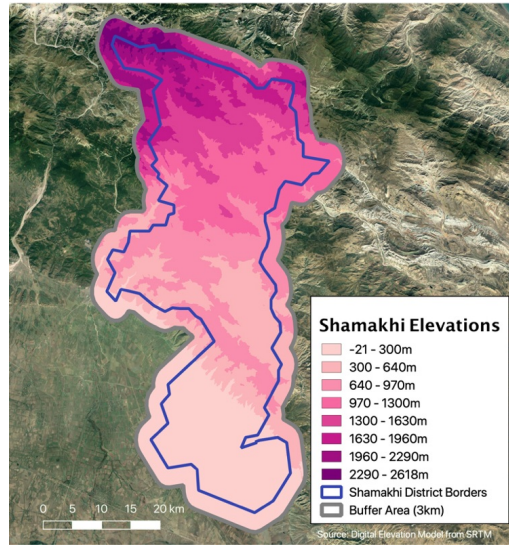 Shamakhi Elevations
-21 - 300m
300 - 640m
640 - 970m
970 - 1300m
1300 - 1630m
1630 - 1960m
1960 - 2290m
2290 - 2618m
Shamakhi District Borders
Buffer Area (3km)
0 5 10 15 20 km
Source: Digital Elevation Model from SRTM